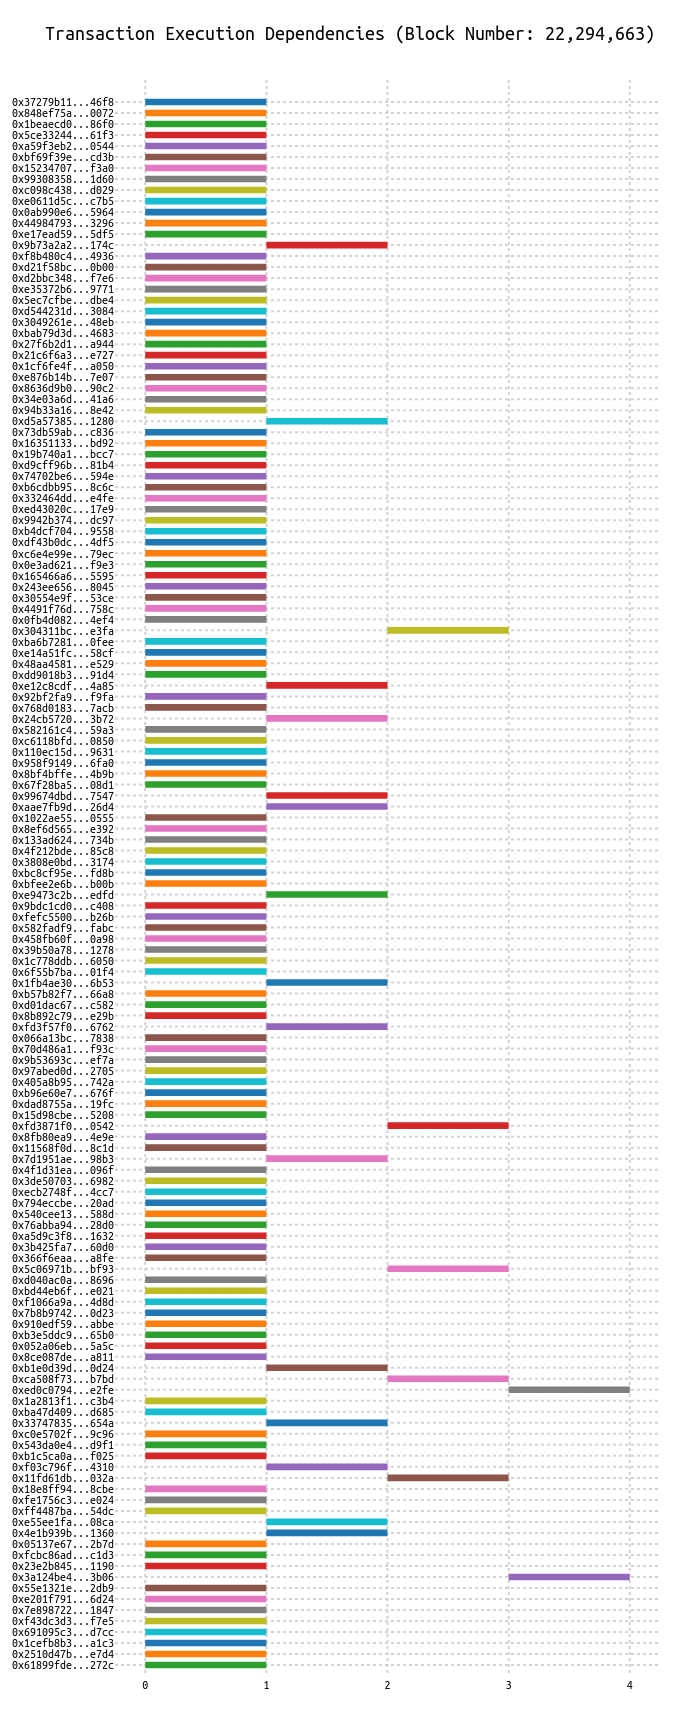 Transaction Execution Dependencies (Block Number: 22,294,663)
0x37279b11...46f8
0x848ef75a...0072
0x1beaecd0...86f0
0x5ce33244...61f3
0xa59f3eb2...0544
0xbf69f39e...cd3b
0x15234707...f3a0
0x99308358...1d60
0xc098c438...d029
0xe0611d5c...c7b5
0x0ab990e6...5964
0x44984793...3296
0xe17ead59...5df5
0x9b73a2a2...174c
0xf8b480c4...4936
0xd21f58bc...0b00
0xd2bbc348...f7e6
0xe35372b6...9771
0x5ec7cfbe...dbe4
0xd544231d...3084
0x3049261e...48eb
0xbab79d3d...4683
0x27f6b2d1...a944
0x21c6f6a3...e727
0x1cf6fe4f...a050
0xe876b14b...7e07
0x8636d9b0...90c2
0x34e03a6d...41a6
0x94b33a16...8e42
0xd5a57385...1280
0x73db59ab...c836
0x16351133...bd92
0x19b740a1...bcc7
0xd9cff96b...81b4
0x74702be6...594e
0xb6cdbb95...8c6c
0x332464dd...e4fe
0xed43020c...17e9
0x9942b374...dc97
0xb4dcf704...9558
0xdf43b0dc...4df5
0xc6e4e99e...79ec
0x0e3ad621...f9e3
0x165466a6...5595
0x243ee656...8045
0x30554e9f...53ce
0x4491f76d...758c
0x0fb4d082...4ef4
0x304311bc...e3fa
0xba6b7281...0fee
0xe14a51fc...58cf
0x48aa4581...e529
0xdd9018b3...91d4
0xe12c8cdf...4a85
0x92bf2fa9...f9fa
0x768d0183...7acb
0x24cb5720...3b72
0x582161c4...59a3
0xc6118bfd...0850
0x110ec15d...9631
0x958f9149...6fa0
0x8bf4bffe...4b9b
0x67f28ba5...08d1
0x99674dbd...7547
0xaae7fb9d...26d4
0x1022ae55...0555
0x8ef6d565...e392
0x133ad624...734b
0x4f212bde...85c8
0x3808e0bd...3174
0xbc8cf95e...fd8b
0xbfee2e6b...b00b
0xe9473c2b...edfd
0x9bdc1cd0...c408
0xfefc5500...b26b
0x582fadf9...fabc
0x458fb60f...0a98
0x39b50a78...1278
0x1c778ddb...6050
0x6f55b7ba...01f4
0x1fb4ae30...6b53
0xb57b82f7...66a8
0xd01dac67...c582
0x8b892c79...e29b
0xfd3f57f0...6762
0x066a13bc...7838
0x70d486a1...f93c
0x9b53693c...ef7a
0x97abed0d...2705
0x405a8b95...742a
0xb96e60e7...676f
0xdad8755a...19fc
0x15d98cbe...5208
0xfd3871f0...0542
0x8fb80ea9...4e9e
0x11568f0d...8c1d
0x7d1951ae...98b3
0x4f1d31ea...096f
0x3de50703...6982
0xecb2748f...4cc7
0x794eccbe...20ad
0x540cee13...588d
0x76abba94...28d0
0xa5d9c3f8...1632
0x3b425fa7...60d0
0x366f6eaa...a8fe
0x5c06971b...bf93
0xd040ac0a...8696
0xbd44eb6f...e021
0xf1066a9a...4d8d
0x7b8b9742...0d23
0x910edf59...abbe
0xb3e5ddc9...65b0
0x052a06eb...5a5c
0x8ce087de...a811
0xb1e0d39d...0d24
0xca508f73...b7bd
0xed0c0794...e2fe
0x1a2813f1...c3b4
0xba47d409...d685
0x33747835...654a
0xc0e5702f...9c96
0x543da0e4...d9f1
0xb1c5ca0a...f025
0xf03c796f...4310
0x11fd61db...032a
0x18e8ff94...8cbe
0xfe1756c3...e024
0xff4487ba...54dc
0xe55ee1fa...08ca
0x4e1b939b...1360
0x05137e67...2b7d
0xfcbc86ad...c1d3
0x23e2b845...1190
0x3a124be4...3b06
0x55e1321e...2db9
0xe201f791...6d24
0x7e898722...1847
0xf43dc3d3...f7e5
0x691095c3...d7cc
0x1cefb8b3...a1c3
0x2510d47b...e7d4
0x61899fde...272c
0 1 2 3 4